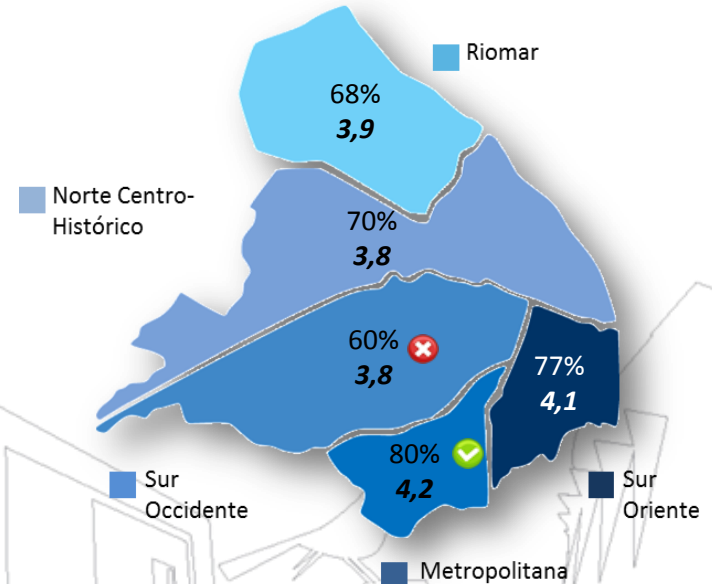 Riomar
68%
3,9
Norte Centro-
Histórico
70%
3,8
60%
3,8
77%
4,1
80%
4,2
Sur
Occidente
Sur
Oriente
Metropolitana